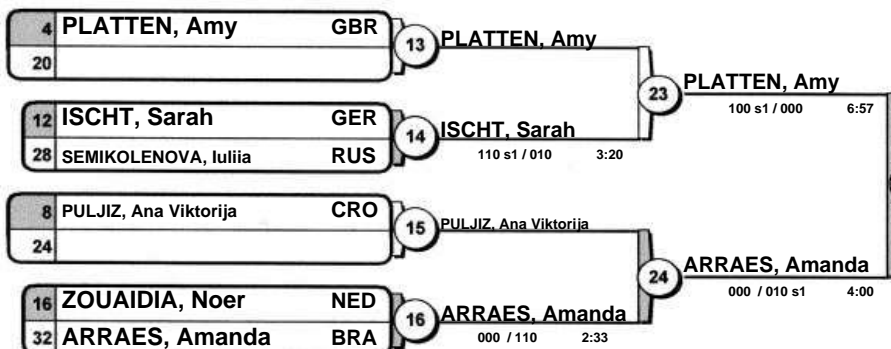 4 PLATTEN, Amy GBR
20
13 PLATTEN, Amy
23 PLATTEN, Amy
100 s1 / 000 6:57
12 ISCHT, Sarah GER
28 SEMIKOLENOVA, Iuliia RUS
14 ISCHT, Sarah
110 s1 / 010 3:20
8 PULJIZ, Ana Viktorija CRO
24
15 PULJIZ, Ana Viktorija
24 ARRAES, Amanda
000 / 010 s1 4:00
16 ZOUAIDIA, Noer NED
32 ARRAES, Amanda BRA
16 ARRAES, Amanda
000 / 110 2:33